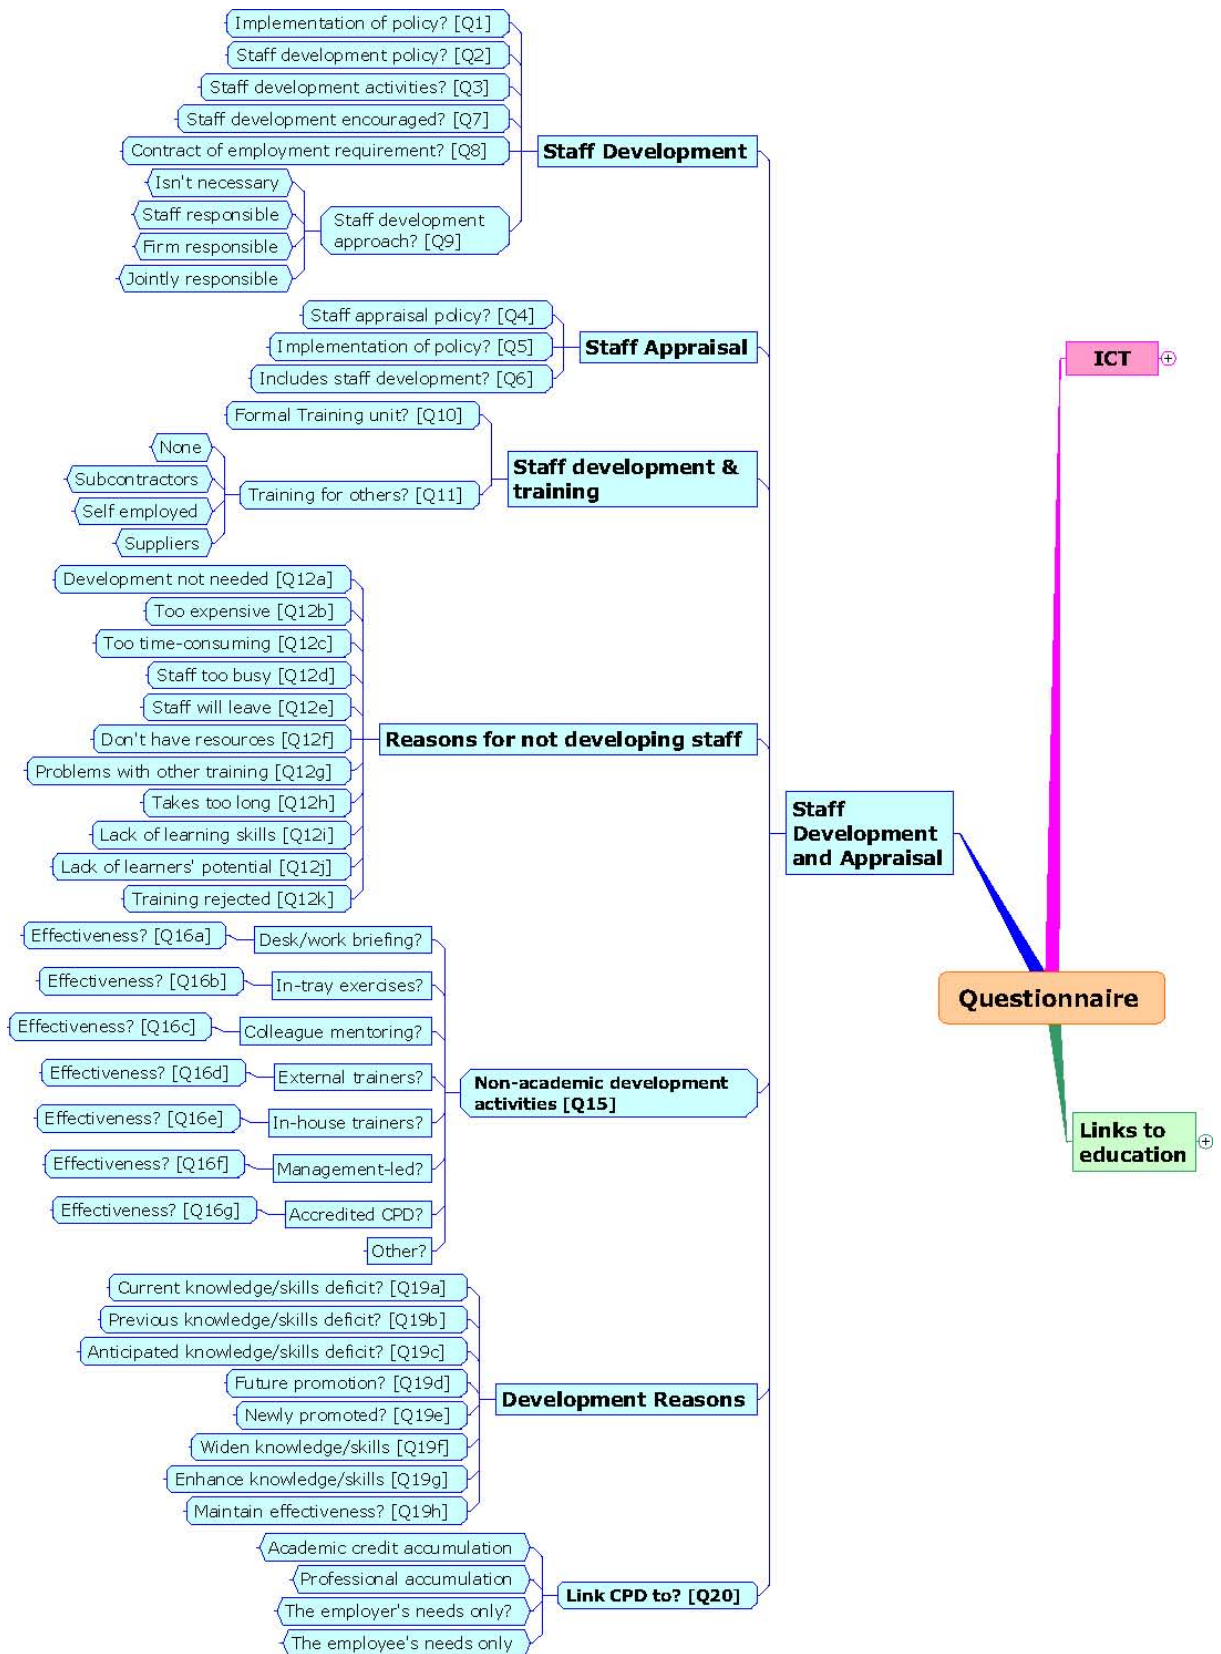 Implementation of policy? [Q1]
Staff development policy? [Q2]
Staff development activities? [Q3]
Staff development encouraged? [Q7]
Contract of employment requirement? [Q8]
Staff Development
Isn't necessary
Staff responsible
Firm responsible
Jointly responsible
Staff development
approach? [Q9]
Staff appraisal policy? [Q4]
Implementation of policy? [Q5]
Includes staff development? [Q6]
Staff Appraisal
Formal Training unit? [Q10]
None
Subcontractors
Self employed
Suppliers
Training for others? [Q11]
Staff development &
training
Development not needed [Q12a]
Too expensive [Q12b]
Too time-consuming [Q12c]
Staff too busy [Q12d]
Staff will leave [Q12e]
Don't have resources [Q12f]
Problems with other training [Q12g]
Takes too long [Q12h]
Lack of learning skills [Q12i]
Lack of learners' potential [Q12j]
Training rejected [Q12k]
Reasons for not developing staff
Effectiveness? [Q16a]
Desk/work briefing?
Effectiveness? [Q16b]
In-tray exercises?
Effectiveness? [Q16c]
Colleague mentoring?
Effectiveness? [Q16d]
External trainers?
Effectiveness? [Q16e]
In-house trainers?
Effectiveness? [Q16f]
Management-led?
Effectiveness? [Q16g]
Accredited CPD?
Other?
Non-academic development
activities [Q15]
Current knowledge/skills deficit? [Q19a]
Previous knowledge/skills deficit? [Q19b]
Anticipated knowledge/skills deficit? [Q19c]
Future promotion? [Q19d]
Newly promoted? [Q19e]
Widen knowledge/skills [Q19f]
Enhance knowledge/skills [Q19g]
Maintain effectiveness? [Q19h]
Development Reasons
Academic credit accumulation
Professional accumulation
The employer's needs only?
The employee's needs only
Link CPD to? [Q20]
Staff
Development
and Appraisal
ICT
Questionnaire
Links to
education